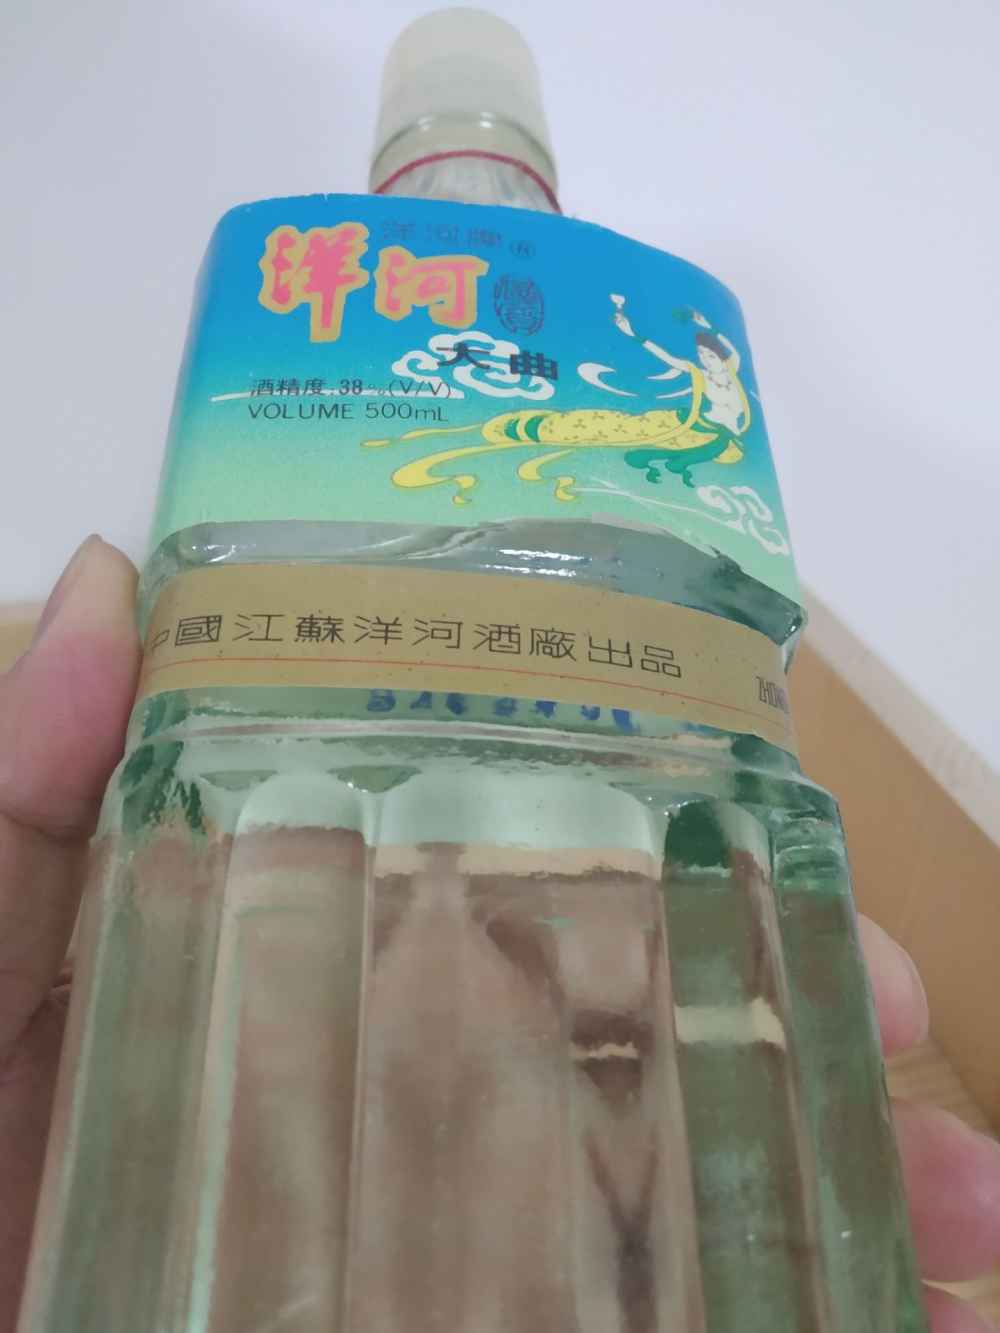 洋河牌®
洋河
大曲
酒精度:38%(V/V)
VOLUME 500mL
中國江蘇洋河酒廠出品